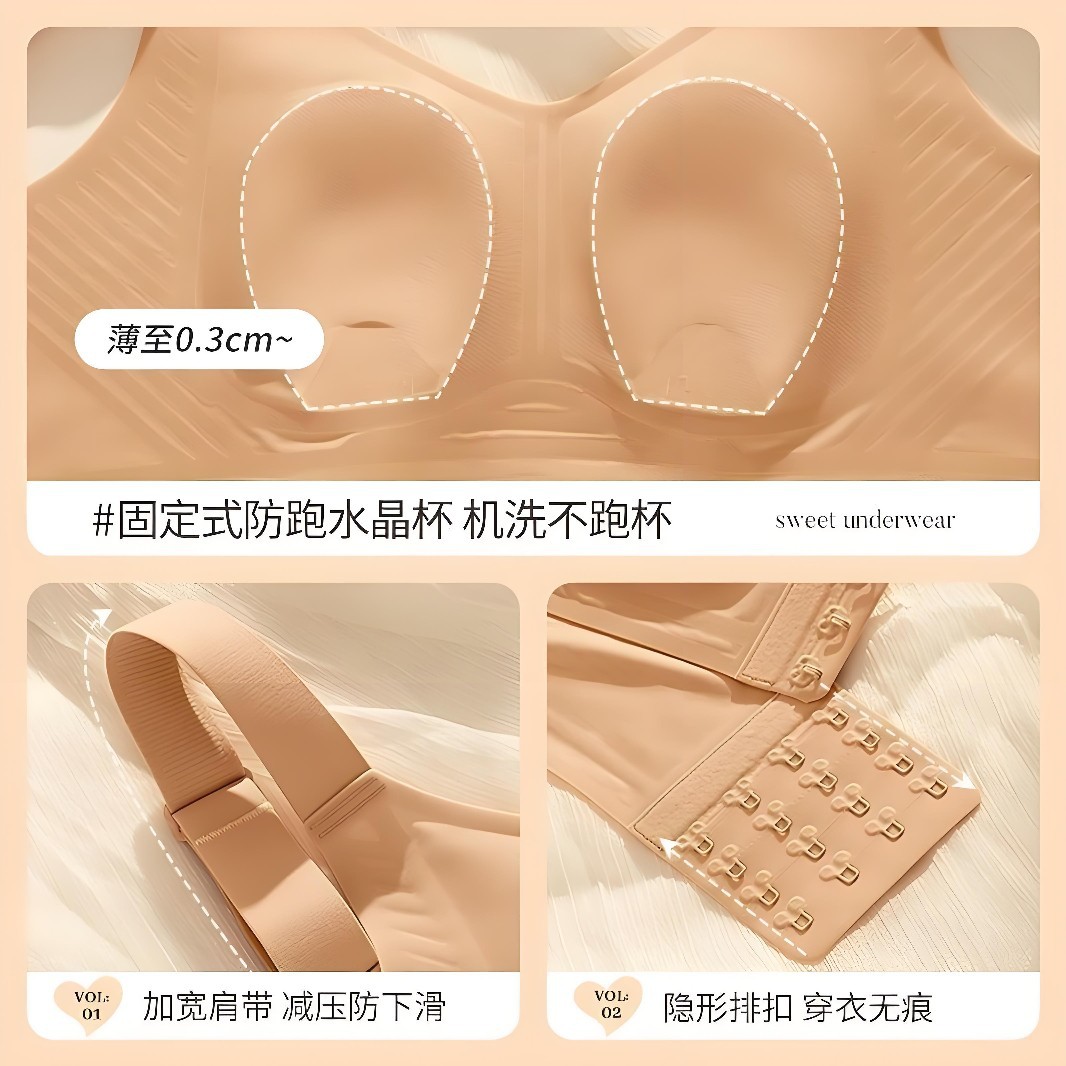 薄至0.3cm~
#固定式防跑水晶杯 机洗不跑杯
sweet underwear
VOL:
01
加宽肩带 减压防下滑
VOL:
02
隐形排扣 穿衣无痕